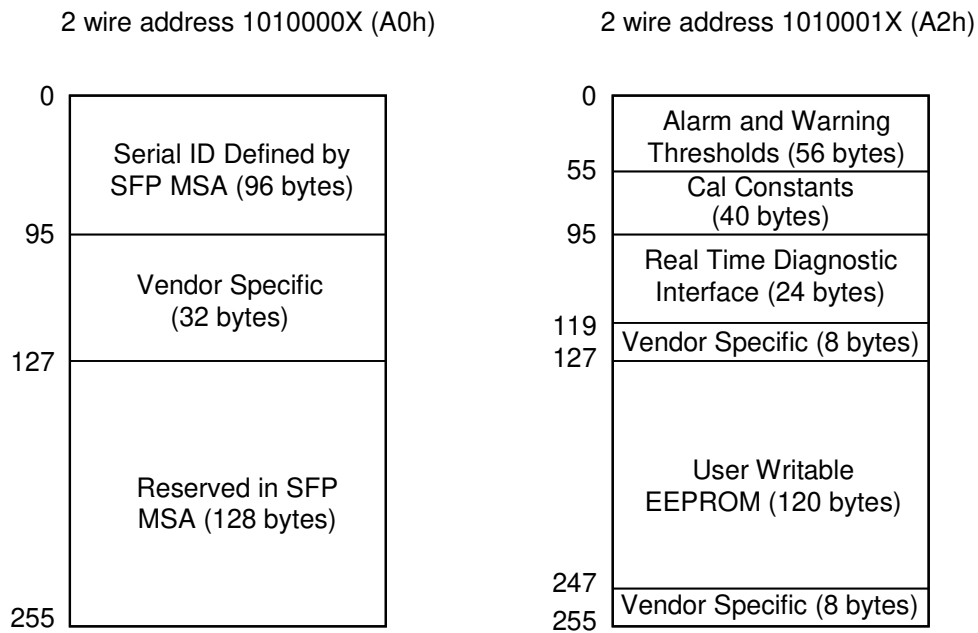 2 wire address 1010000X (A0h)
0
Serial ID Defined by
SFP MSA (96 bytes)
95
Vendor Specific
(32 bytes)
127
Reserved in SFP
MSA (128 bytes)
255
2 wire address 1010001X (A2h)
0
Alarm and Warning
Thresholds (56 bytes)
55
Cal Constants
(40 bytes)
95
Real Time Diagnostic
Interface (24 bytes)
119
Vendor Specific (8 bytes)
127
User Writable
EEPROM (120 bytes)
247
Vendor Specific (8 bytes)
255